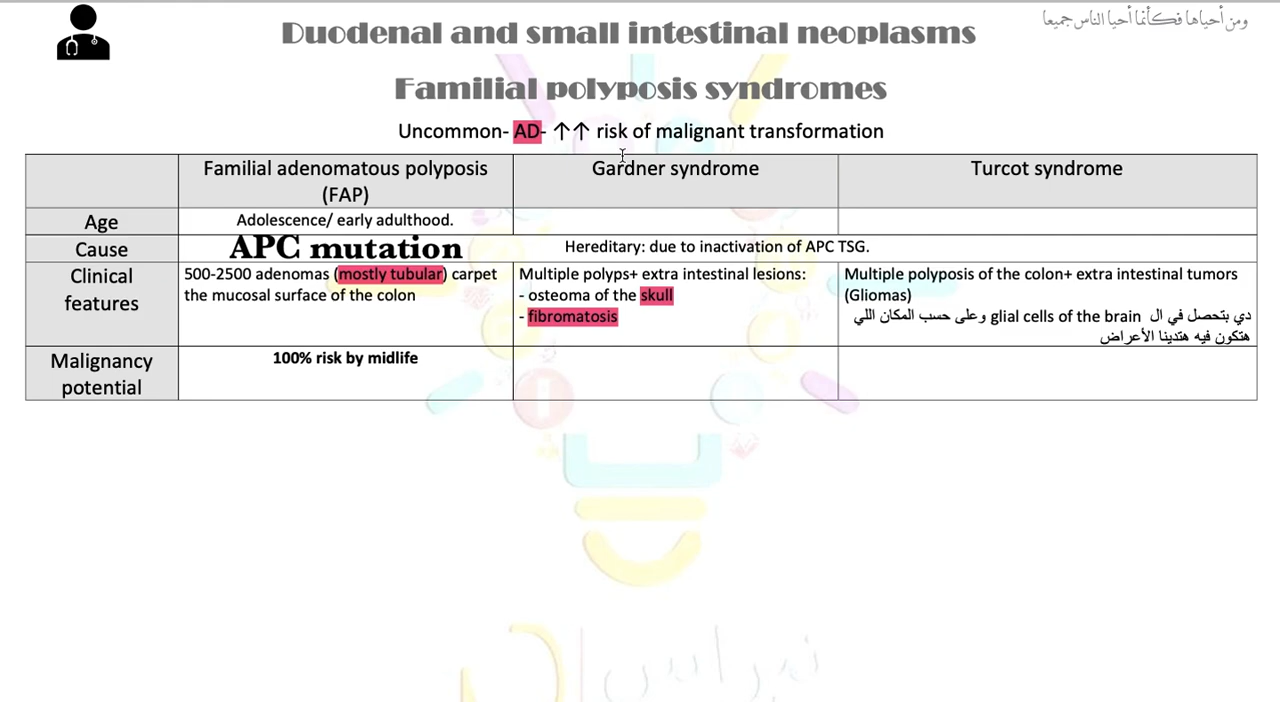 ومن أحياها فكأنما أحيا الناس جميعا
Duodenal and small intestinal neoplasms
Familial polyposis syndromes
Uncommon- AD- ↑↑ risk of malignant transformation
Familial adenomatous polyposis (FAP)
Gardner syndrome
Turcot syndrome
Age
Adolescence/ early adulthood.
Cause
APC mutation
Hereditary: due to inactivation of APC TSG.
Clinical features
500-2500 adenomas (mostly tubular) carpet
the mucosal surface of the colon
Multiple polyps+ extra intestinal lesions:
- osteoma of the skull
- fibromatosis
Multiple polyposis of the colon+ extra intestinal tumors
(Gliomas)
دي بتحصل في ال glial cells of the brain وعلى حسب المكان اللي
هتكون فيه هتدينا الأعراض
Malignancy potential
100% risk by midlife
نبراس